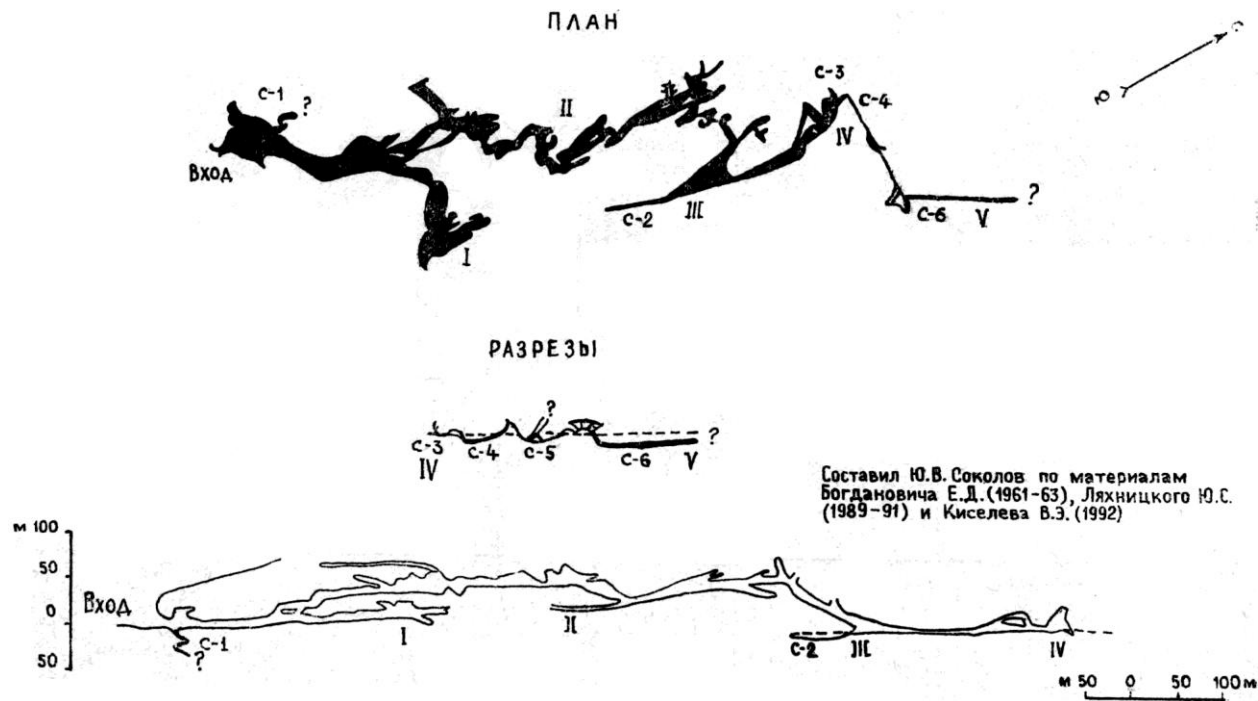 ПЛАН
С
Ю
С-1 ?
Вход
I
II
С-2
III
С-3
IV
С-4
С-6
V
?
РАЗРЕЗЫ
?
?
С-3
С-4
С-5
С-6
IV
V
Составил Ю.В. Соколов по материалам
Богдановича Е.Д. (1961-63), Ляхницкого Ю.С.
(1989-91) и Киселева В.Э. (1992)
м 100
50
0
50
Вход
С-1
?
I
II
С-2
III
IV
м 50 0 50 100 м